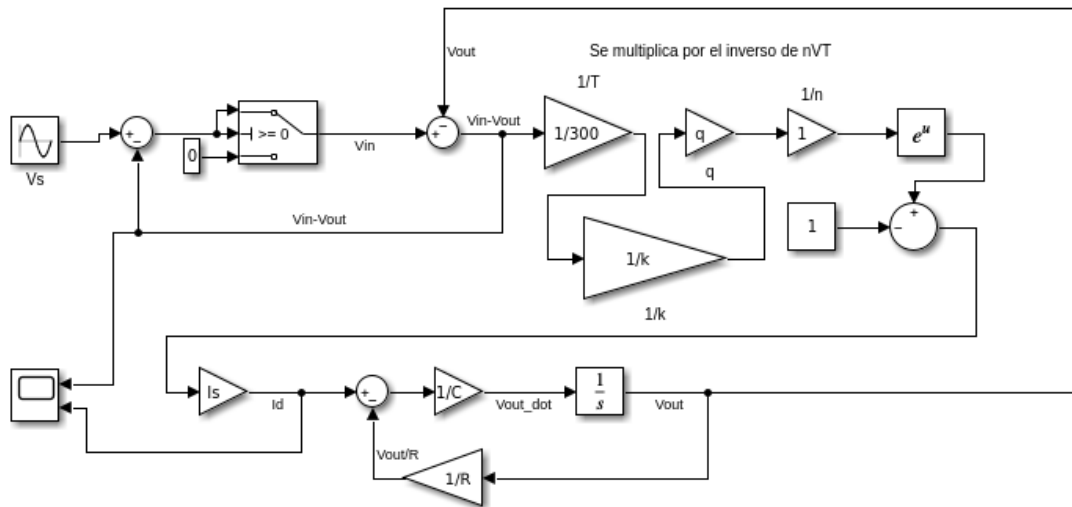 Vout
Se multiplica por el inverso de nVT
1/T
1/n
+
−
>= 0
0
Vs
Vin
+
−
Vin-Vout
1/300
q
q
1
e^u
Vin-Vout
1/k
1/k
1
−
+
Is
Id
+
−
1/C
Vout_dot
1
s
Vout
Vout/R
1/R